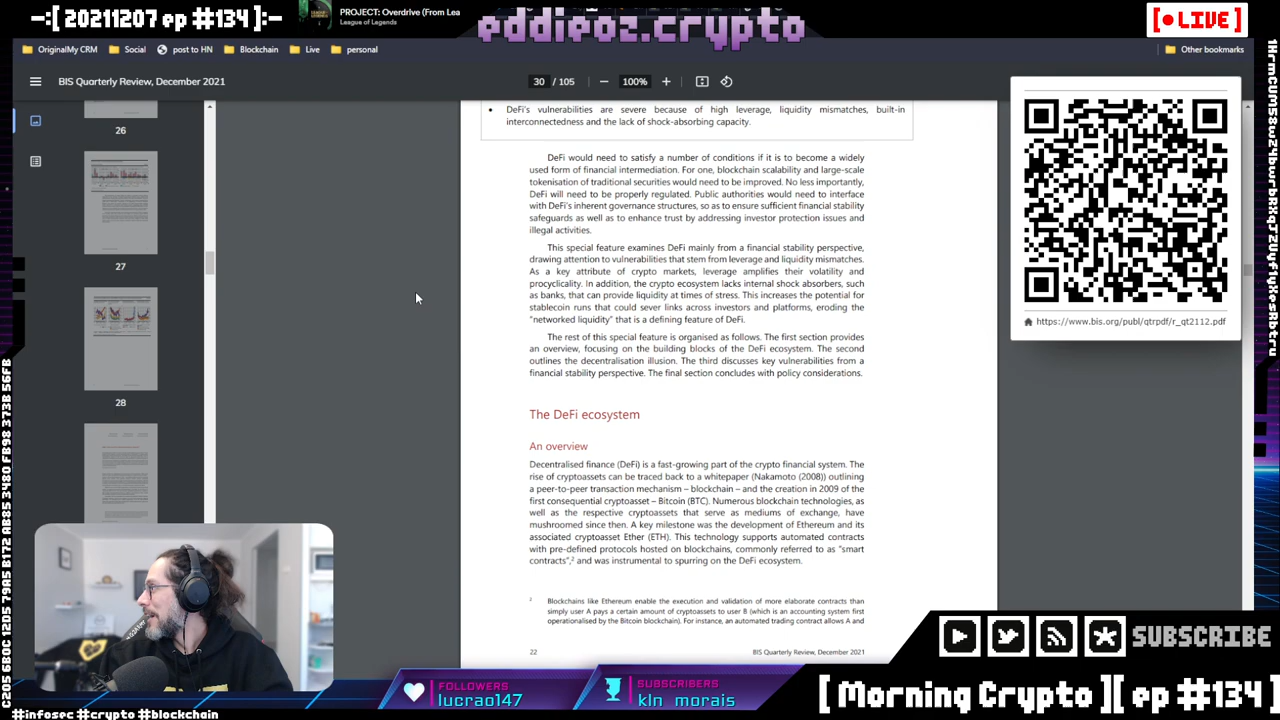 -:[ 20211207 ep #134 ]:-
PROJECT: Overdrive (From Lea
League of Legends
eddieoz.crypto
[ • LIVE ]
OriginalMy CRM
Social
post to HN
Blockchain
Live
personal
Other bookmarks
BIS Quarterly Review, December 2021
30 / 105
100%
26
28
• DeFi's vulnerabilities are severe because of high leverage, liquidity mismatches, built-in
interconnectedness and the lack of shock-absorbing capacity.
DeFi would need to satisfy a number of conditions if it is to become a widely
used form of financial intermediation. For one, blockchain scalability and large-scale
tokenisation of traditional securities would need to be improved. No less importantly,
DeFi will need to be properly regulated. Public authorities would need to interface
with DeFi's inherent governance structures, so as to ensure sufficient financial stability
safeguards as well as to enhance trust by addressing investor protection issues and
illegal activities.
This special feature examines DeFi mainly from a financial stability perspective,
drawing attention to vulnerabilities that stem from leverage and liquidity mismatches.
As a key attribute of crypto markets, leverage amplifies their volatility and
procyclicality. In addition, the crypto ecosystem lacks internal shock absorbers, such
as banks, that can provide liquidity at times of stress. This increases the potential for
stablecoin runs that could sever links across investors and platforms, eroding the
"networked liquidity" that is a defining feature of DeFi.
The rest of this special feature is organised as follows. The first section provides
an overview, focusing on the building blocks of the DeFi ecosystem. The second
outlines the decentralisation illusion. The third discusses key vulnerabilities from a
financial stability perspective. The final section concludes with policy considerations.
The DeFi ecosystem
An overview
Decentralised finance (DeFi) is a fast-growing part of the crypto financial system. The
rise of cryptoassets can be traced back to a whitepaper (Nakamoto (2008)) outlining
a peer-to-peer transaction mechanism – blockchain – and the creation in 2009 of the
first consequential cryptoasset – Bitcoin (BTC). Numerous blockchain technologies, as
well as the respective cryptoassets that serve as mediums of exchange, have
mushroomed since then. A key milestone was the development of Ethereum and its
associated cryptoasset Ether (ETH). This technology supports automated contracts
with pre-defined protocols hosted on blockchains, commonly referred to as "smart
contracts",² and was instrumental to spurring on the DeFi ecosystem.
² Blockchains like Ethereum enable the execution and validation of more elaborate contracts than
simply user A pays a certain amount of cryptoassets to user B (which is an accounting system first
operationalised by the Bitcoin blockchain). For instance, an automated trading contract allows A and
22
BIS Quarterly Review, December 2021
https://www.bis.org/publ/qtrpdf/r_qt2112.pdf
SUBSCRIBE
FOLLOWERS
lucrao147
SUBSCRIBERS
kln_morais
[ Morning Crypto ][ ep #134 ]
#crypto #blockchain